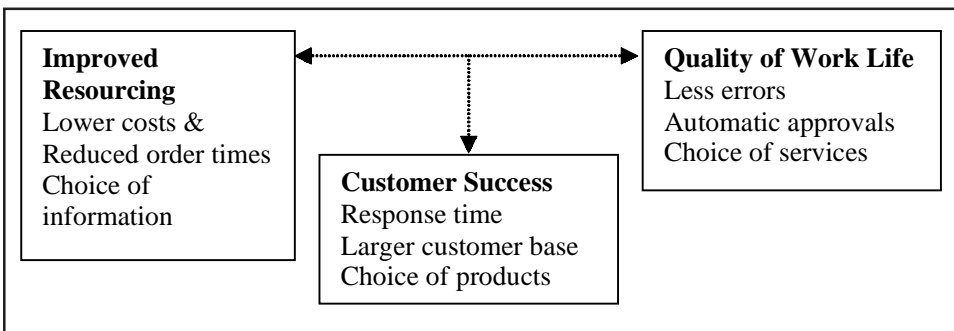 Improved
Resourcing
Lower costs &
Reduced order times
Choice of
information
Customer Success
Response time
Larger customer base
Choice of products
Quality of Work Life
Less errors
Automatic approvals
Choice of services